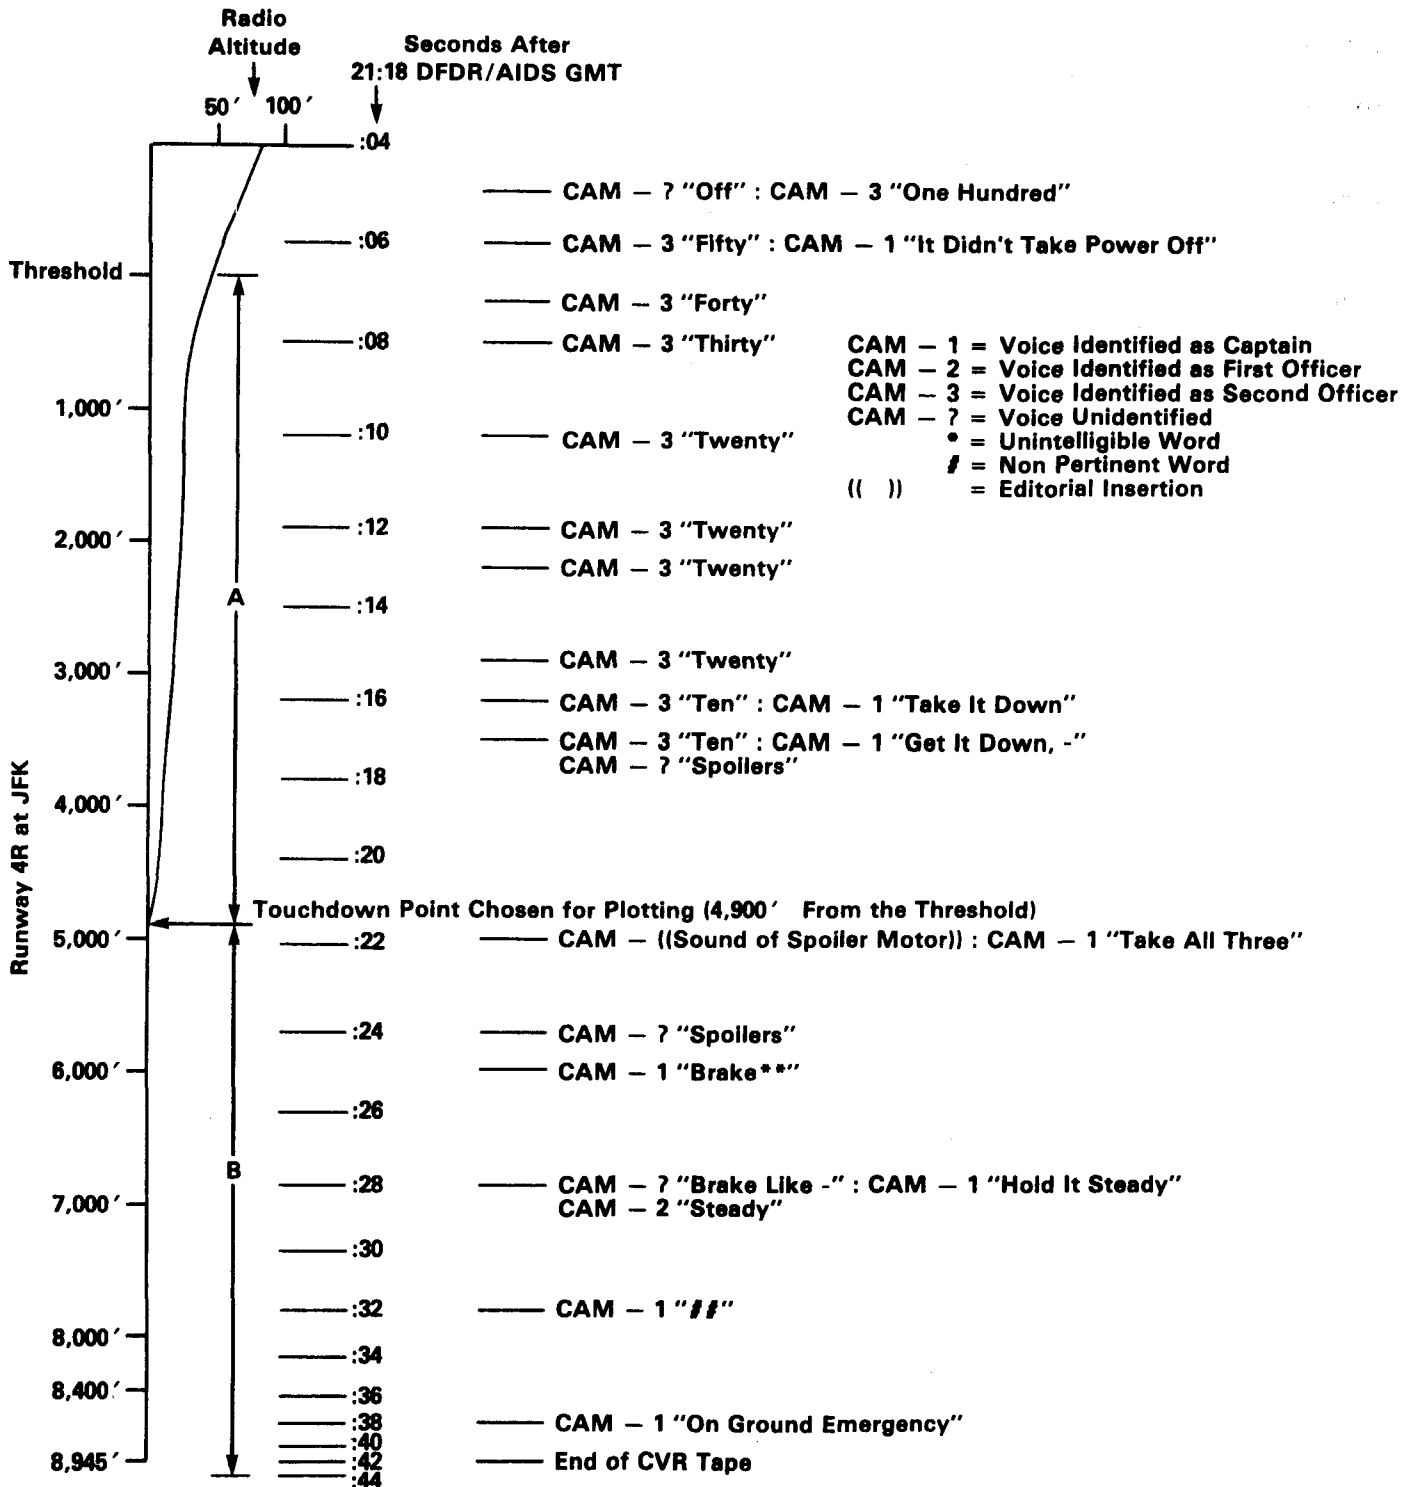 Radio
Altitude
Seconds After
21:18 DFDR/AIDS GMT
50′ 100′
:04
CAM – ? "Off" : CAM – 3 "One Hundred"
:06 CAM – 3 "Fifty" : CAM – 1 "It Didn't Take Power Off"
Threshold
CAM – 3 "Forty"
:08 CAM – 3 "Thirty"
CAM – 1 = Voice Identified as Captain
CAM – 2 = Voice Identified as First Officer
CAM – 3 = Voice Identified as Second Officer
CAM – ? = Voice Unidentified
* = Unintelligible Word
# = Non Pertinent Word
(( )) = Editorial Insertion
1,000′
:10 CAM – 3 "Twenty"
:12 CAM – 3 "Twenty"
2,000′
CAM – 3 "Twenty"
A
:14
CAM – 3 "Twenty"
3,000′
:16 CAM – 3 "Ten" : CAM – 1 "Take It Down"
CAM – 3 "Ten" : CAM – 1 "Get It Down, -"
CAM – ? "Spoilers"
:18
4,000′
:20
Runway 4R at JFK
Touchdown Point Chosen for Plotting (4,900′ From the Threshold)
5,000′
:22 CAM – ((Sound of Spoiler Motor)) : CAM – 1 "Take All Three"
:24 CAM – ? "Spoilers"
6,000′
CAM – 1 "Brake**"
:26
B
:28 CAM – ? "Brake Like -" : CAM – 1 "Hold It Steady"
CAM – 2 "Steady"
7,000′
:30
:32 CAM – 1 "##"
8,000′
:34
8,400′
:36
:38 CAM – 1 "On Ground Emergency"
:40
8,945′
:42 End of CVR Tape
:44